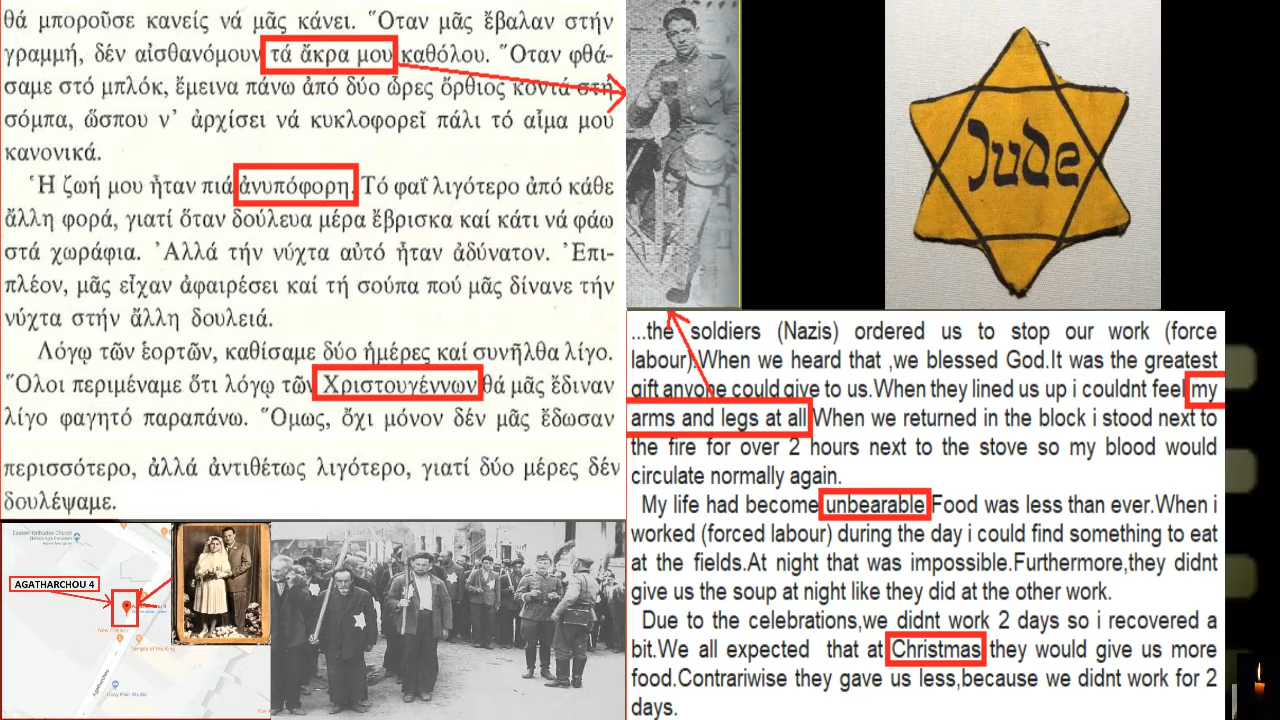 θά μποροῦσε κανείς νά μᾶς κάνει. Ὅταν μᾶς ἔβαλαν στήν
γραμμή, δέν αἰσθανόμουν τά ἄκρα μου καθόλου. Ὅταν φθά-
σαμε στό μπλόκ, ἔμεινα πάνω ἀπό δύο ὧρες ὄρθιος κοντά στή
σόμπα, ὥσπου ν᾿ ἀρχίσει νά κυκλοφορεῖ πάλι τό αἷμα μου
κανονικά.
Ἡ ζωή μου ἦταν πιά ἀνυπόφορη. Τό φαΐ λιγότερο ἀπό κάθε
ἄλλη φορά, γιατί ὅταν δούλευα μέρα ἔβρισκα καί κάτι νά φάω
στά χωράφια. Ἀλλά τήν νύχτα αὐτό ἦταν ἀδύνατον. Ἐπι-
πλέον, μᾶς εἶχαν ἀφαιρέσει καί τή σούπα πού μᾶς δίνανε τήν
νύχτα στήν ἄλλη δουλειά.
Λόγῳ τῶν ἑορτῶν, καθίσαμε δύο ἡμέρες καί συνῆλθα λίγο.
Ὅλοι περιμέναμε ὅτι λόγῳ τῶν Χριστουγέννων θά μᾶς ἔδιναν
λίγο φαγητό παραπάνω. Ὅμως, ὄχι μόνον δέν μᾶς ἔδωσαν
περισσότερο, ἀλλά ἀντιθέτως λιγότερο, γιατί δύο μέρες δέν
δουλέψαμε.
Jude
...the soldiers (Nazis) ordered us to stop our work (force
labour).When we heard that ,we blessed God.It was the greatest
gift anyone could give to us.When they lined us up i couldnt feel my
arms and legs at all When we returned in the block i stood next to
the fire for over 2 hours next to the stove so my blood would
circulate normally again.
My life had become unbearable Food was less than ever.When i
worked (forced labour) during the day i could find something to eat
at the fields.At night that was impossible.Furthermore,they didnt
give us the soup at night like they did at the other work.
Due to the celebrations,we didnt work 2 days so i recovered a
bit.We all expected that at Christmas they would give us more
food.Contrariwise they gave us less,because we didnt work for 2
days.
Eastern Orthodox Church
AGATHARCHOU 4
Temple of the King